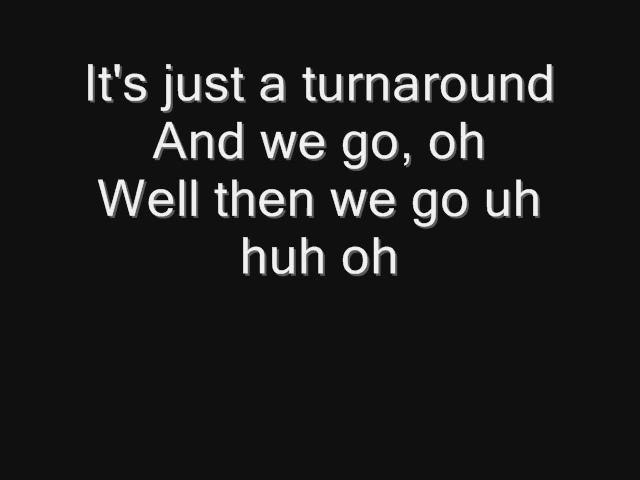 It's just a turnaround
And we go, oh
Well then we go uh
huh oh